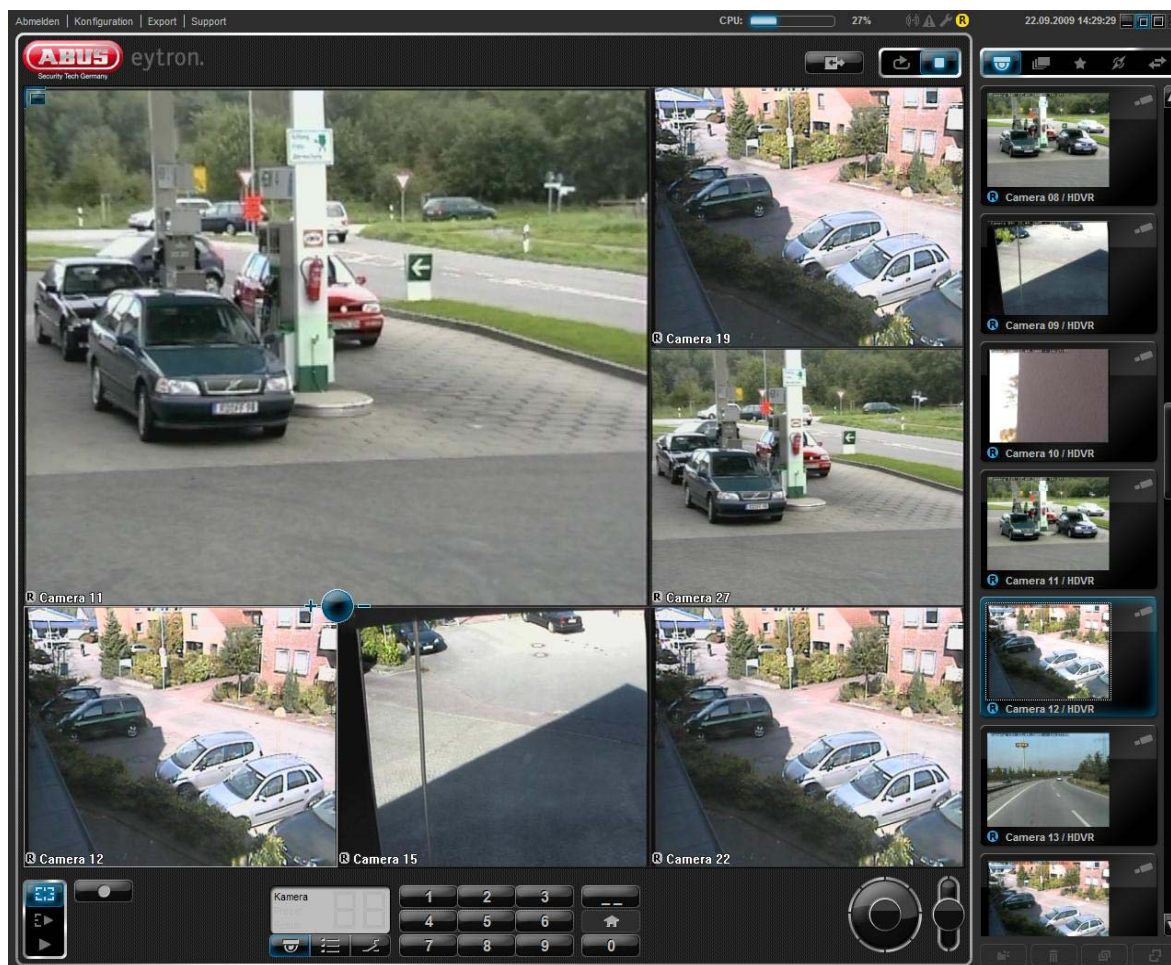 Abmelden | Konfiguration | Export | Support
CPU: 27% R 22.09.2009 14:29:29
ABUS eytron.
Security Tech Germany
R Camera 11
R Camera 19
R Camera 27
R Camera 12
R Camera 15
R Camera 22
R Camera 08 / HDVR
R Camera 09 / HDVR
R Camera 10 / HDVR
R Camera 11 / HDVR
R Camera 12 / HDVR
R Camera 13 / HDVR
Kamera
1 2 3 _ _
4 5 6
7 8 9 0